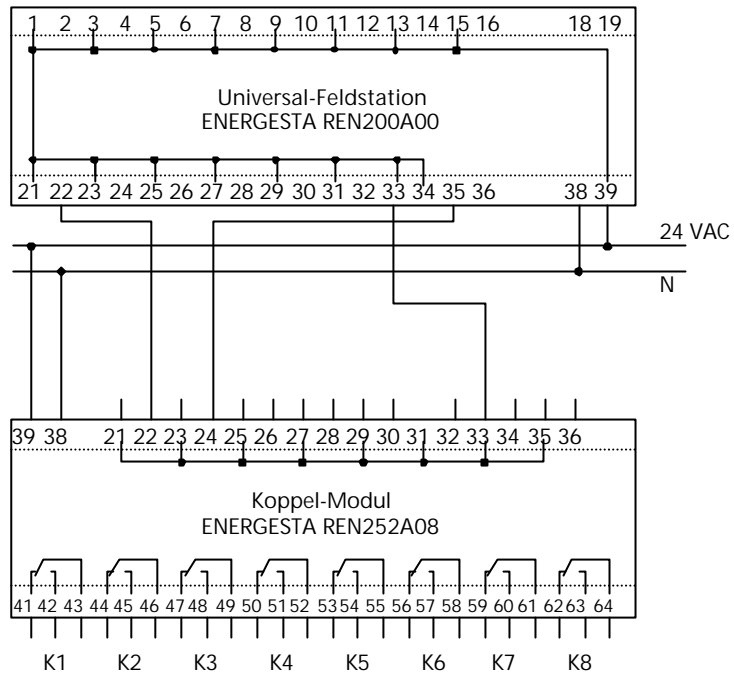 1 2 3 4 5 6 7 8 9 10 11 12 13 14 15 16 18 19
Universal-Feldstation
ENERGESTA REN200A00
21 22 23 24 25 26 27 28 29 30 31 32 33 34 35 36 38 39
24 VAC
N
39 38 21 22 23 24 25 26 27 28 29 30 31 32 33 34 35 36
Koppel-Modul
ENERGESTA REN252A08
41 42 43 44 45 46 47 48 49 50 51 52 53 54 55 56 57 58 59 60 61 62 63 64
K1 K2 K3 K4 K5 K6 K7 K8